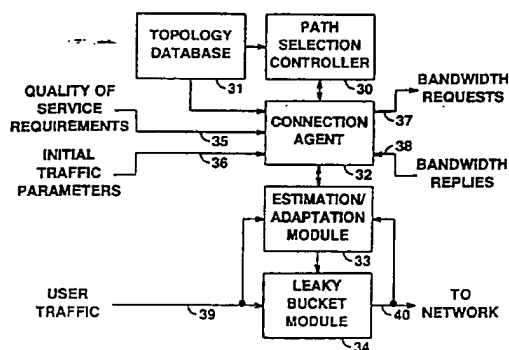 TOPOLOGY
DATABASE
31
PATH
SELECTION
CONTROLLER
30
QUALITY OF
SERVICE
REQUIREMENTS
35
INITIAL
TRAFFIC
PARAMETERS
36
CONNECTION
AGENT
32
BANDWIDTH
REQUESTS
37
38
BANDWIDTH
REPLIES
ESTIMATION/
ADAPTATION
MODULE
33
USER
TRAFFIC
39
LEAKY
BUCKET
MODULE
34
40
TO
NETWORK